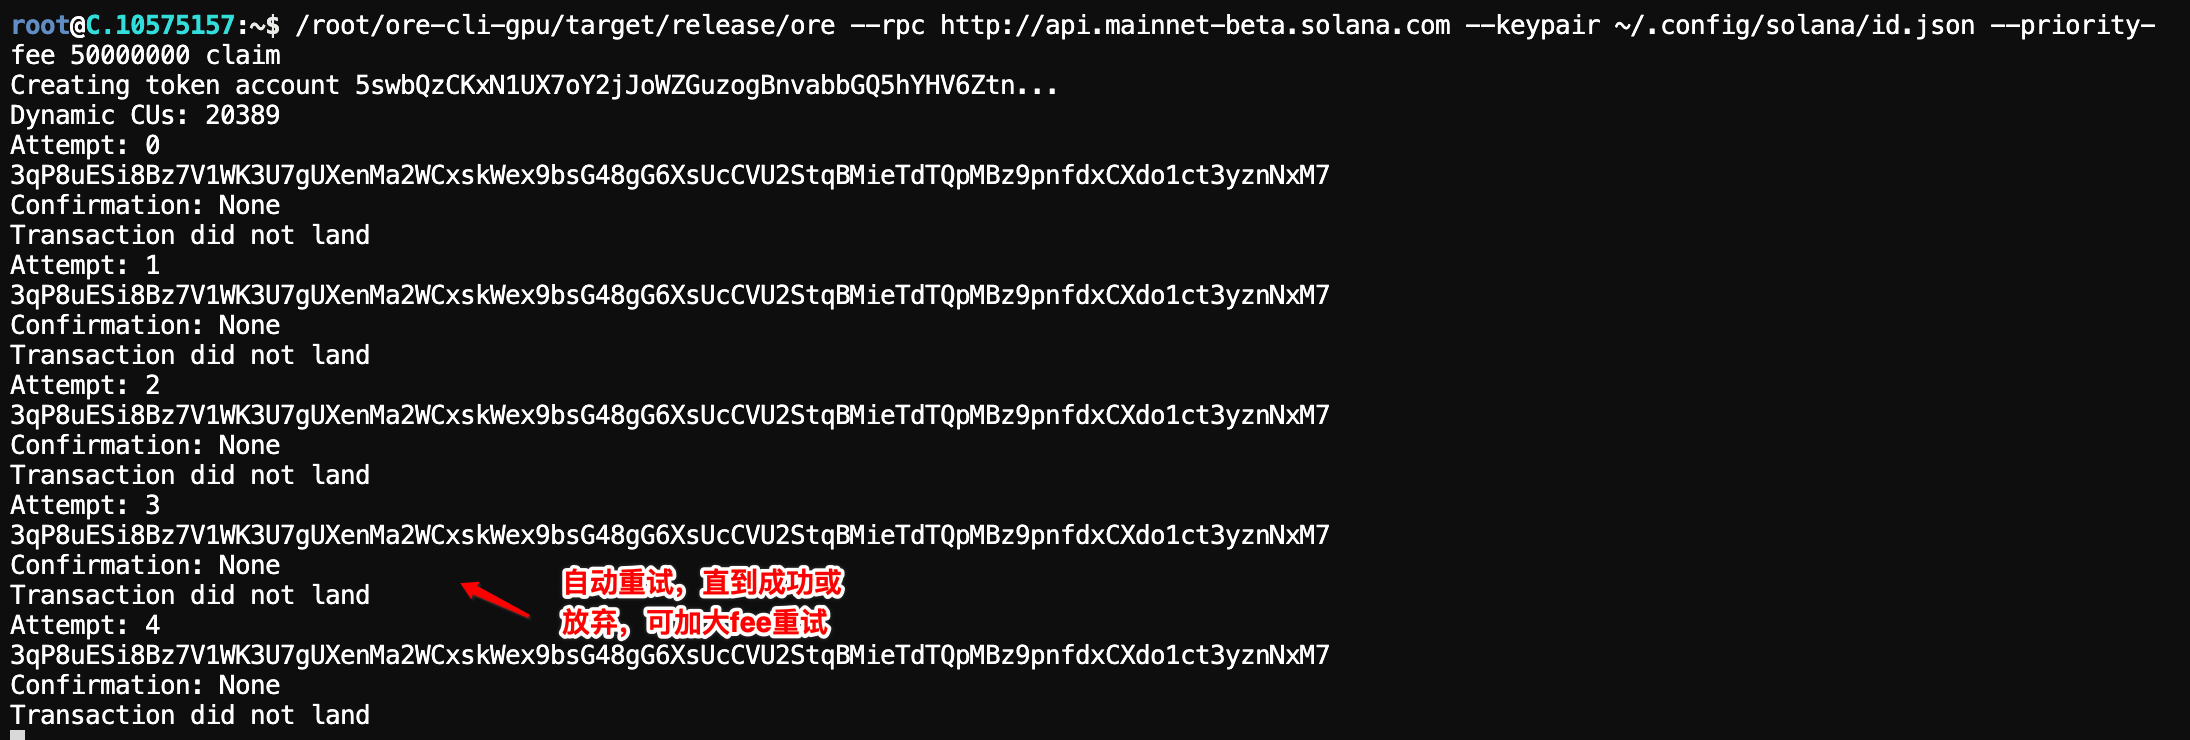 root@C.10575157:~$ /root/ore-cli-gpu/target/release/ore --rpc http://api.mainnet-beta.solana.com --keypair ~/.config/solana/id.json --priority-
fee 50000000 claim
Creating token account 5swbQzCKxN1UX7oY2jJoWZGuzogBnvabbGQ5hYHV6Ztn...
Dynamic CUs: 20389
Attempt: 0
3qP8uESi8Bz7V1WK3U7gUXenMa2WCxskWex9bsG48gG6XsUcCVU2StqBMieTdTQpMBz9pnfdxCXdo1ct3yznNxM7
Confirmation: None
Transaction did not land
Attempt: 1
3qP8uESi8Bz7V1WK3U7gUXenMa2WCxskWex9bsG48gG6XsUcCVU2StqBMieTdTQpMBz9pnfdxCXdo1ct3yznNxM7
Confirmation: None
Transaction did not land
Attempt: 2
3qP8uESi8Bz7V1WK3U7gUXenMa2WCxskWex9bsG48gG6XsUcCVU2StqBMieTdTQpMBz9pnfdxCXdo1ct3yznNxM7
Confirmation: None
Transaction did not land
Attempt: 3
3qP8uESi8Bz7V1WK3U7gUXenMa2WCxskWex9bsG48gG6XsUcCVU2StqBMieTdTQpMBz9pnfdxCXdo1ct3yznNxM7
Confirmation: None
自动重试，直到成功或
Transaction did not land
放弃，可加大fee重试
Attempt: 4
3qP8uESi8Bz7V1WK3U7gUXenMa2WCxskWex9bsG48gG6XsUcCVU2StqBMieTdTQpMBz9pnfdxCXdo1ct3yznNxM7
Confirmation: None
Transaction did not land